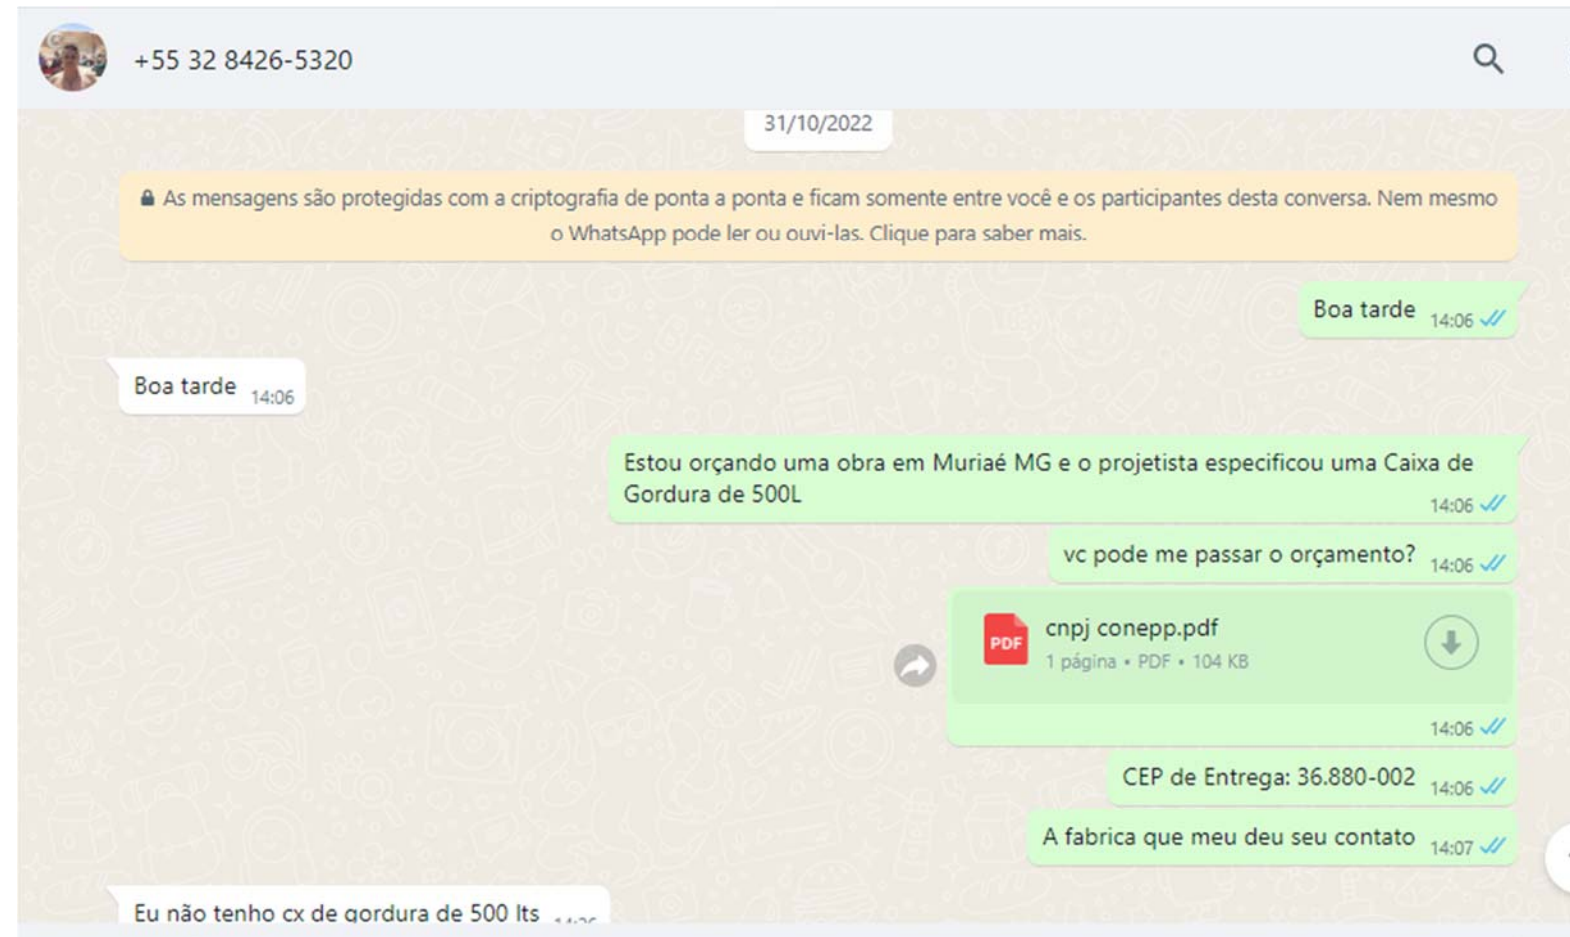 +55 32 8426-5320
31/10/2022
As mensagens são protegidas com a criptografia de ponta a ponta e ficam somente entre você e os participantes desta conversa. Nem mesmo
o WhatsApp pode ler ou ouvi-las. Clique para saber mais.
Boa tarde 14:06
Boa tarde 14:06
Estou orçando uma obra em Muriaé MG e o projetista especificou uma Caixa de
Gordura de 500L 14:06
vc pode me passar o orçamento? 14:06
PDF cnpj conepp.pdf
1 página • PDF • 104 KB
14:06
CEP de Entrega: 36.880-002 14:06
A fabrica que meu deu seu contato 14:07
Eu não tenho cx de gordura de 500 lts